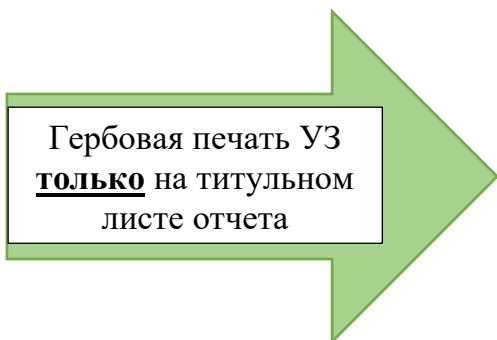 Гербовая печать УЗ
только на титульном
листе отчета